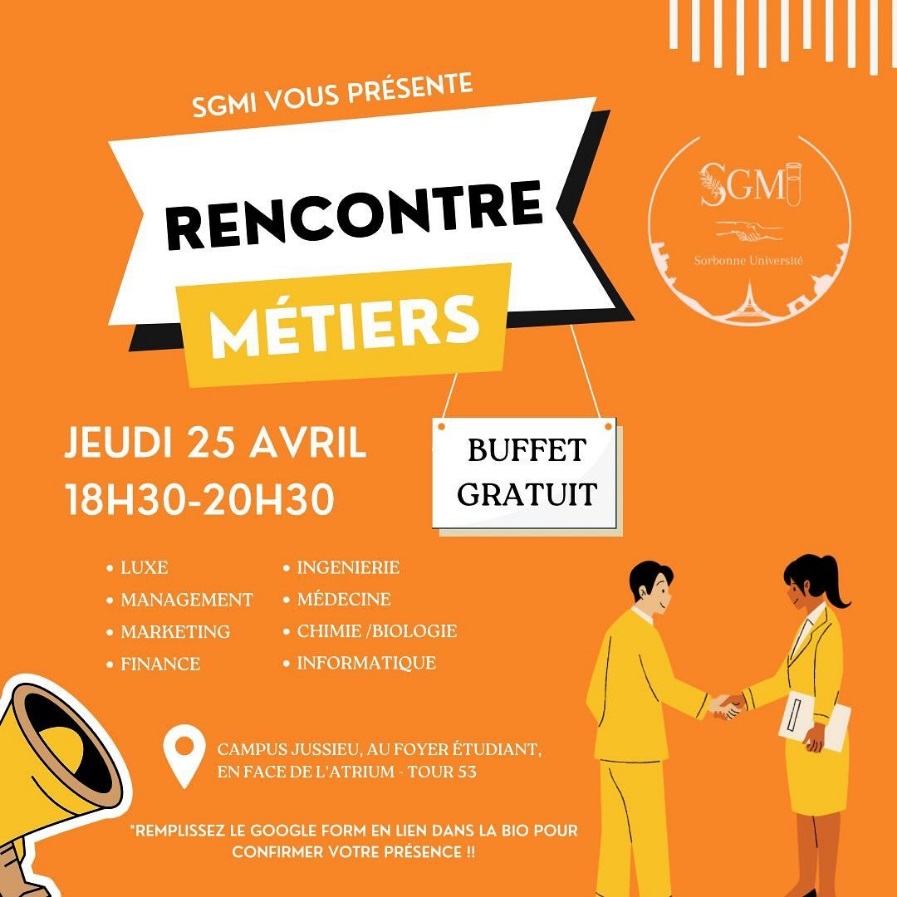 SGMI VOUS PRÉSENTE
RENCONTRE
MÉTIERS
SGMI
Sorbonne Université
JEUDI 25 AVRIL
18H30-20H30
BUFFET
GRATUIT
• LUXE
• MANAGEMENT
• MARKETING
• FINANCE
• INGENIERIE
• MÉDECINE
• CHIMIE /BIOLOGIE
• INFORMATIQUE
CAMPUS JUSSIEU, AU FOYER ÉTUDIANT,
EN FACE DE L'ATRIUM - TOUR 53
*REMPLISSEZ LE GOOGLE FORM EN LIEN DANS LA BIO POUR
CONFIRMER VOTRE PRÉSENCE !!